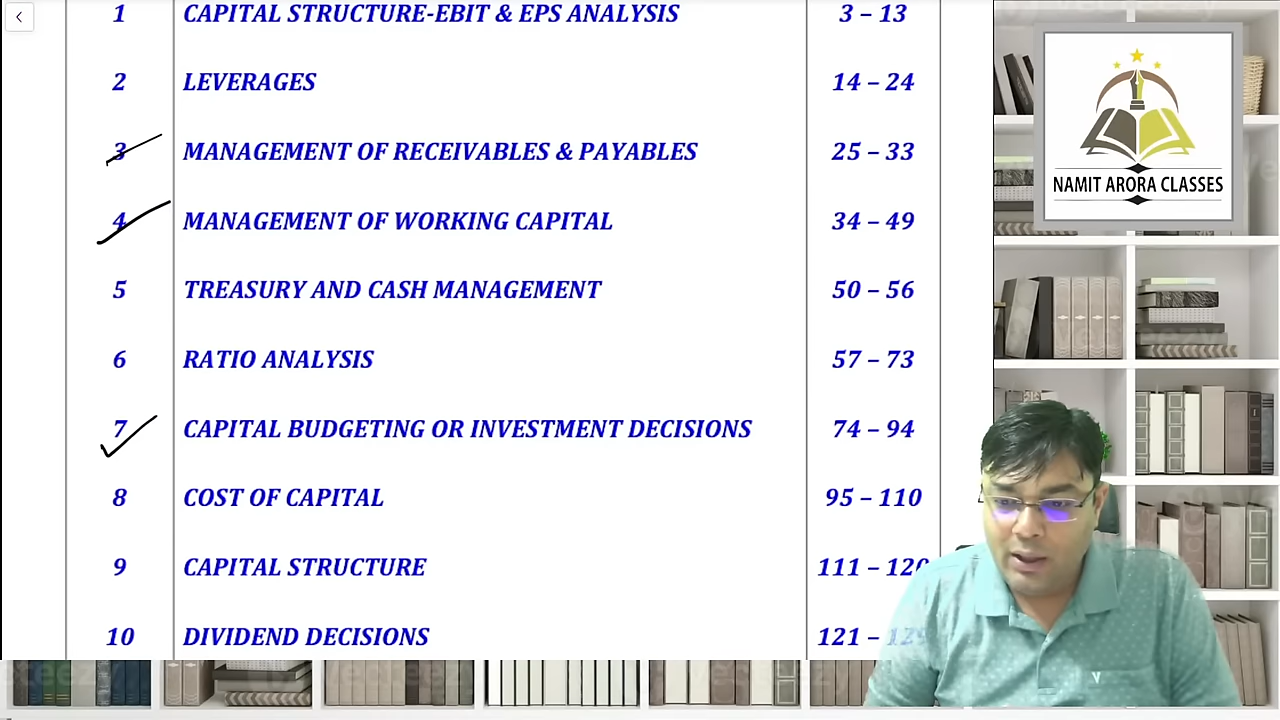 1 CAPITAL STRUCTURE-EBIT & EPS ANALYSIS 3 – 13
2 LEVERAGES 14 – 24
3 MANAGEMENT OF RECEIVABLES & PAYABLES 25 – 33
4 MANAGEMENT OF WORKING CAPITAL 34 – 49
5 TREASURY AND CASH MANAGEMENT 50 – 56
6 RATIO ANALYSIS 57 – 73
7 CAPITAL BUDGETING OR INVESTMENT DECISIONS 74 – 94
8 COST OF CAPITAL 95 – 110
9 CAPITAL STRUCTURE 111 – 120
10 DIVIDEND DECISIONS 121 –
NAMIT ARORA CLASSES